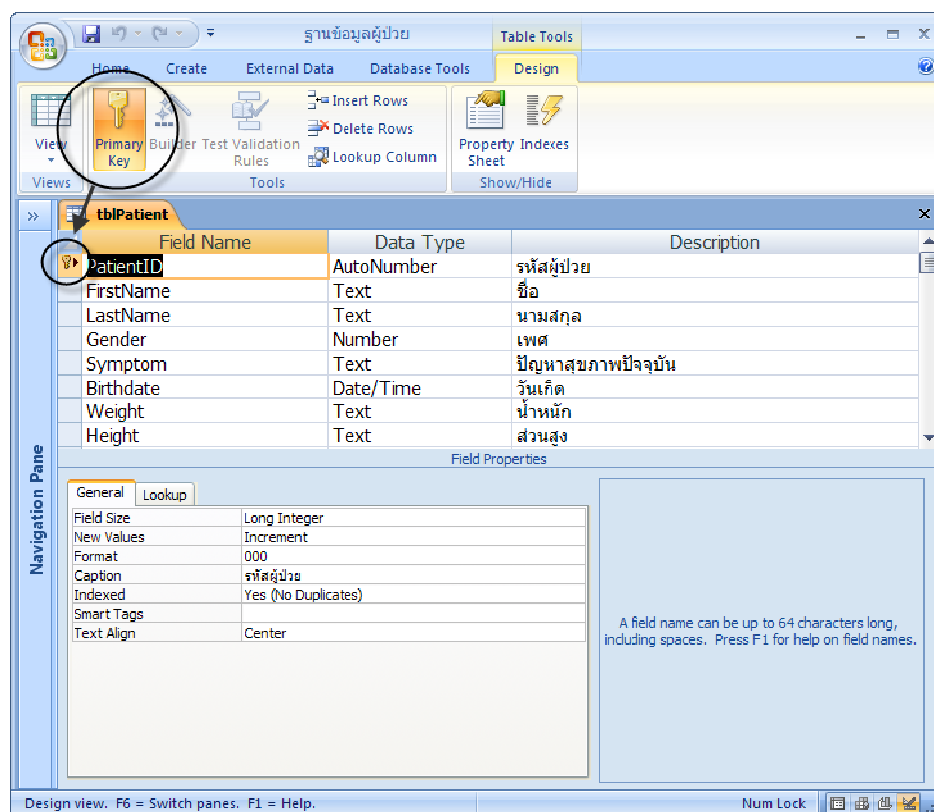 ฐานข้อมูลผู้ป่วย
Table Tools
Home Create External Data Database Tools Design
View
Primary Key
Builder
Test Validation Rules
Insert Rows
Delete Rows
Lookup Column
Property Sheet
Indexes
Views Tools Show/Hide
tblPatient
Field Name Data Type Description
PatientID AutoNumber รหัสผู้ป่วย
FirstName Text ชื่อ
LastName Text นามสกุล
Gender Number เพศ
Symptom Text ปัญหาสุขภาพปัจจุบัน
Birthdate Date/Time วันเกิด
Weight Text น้ำหนัก
Height Text ส่วนสูง
Navigation Pane
Field Properties
General Lookup
Field Size Long Integer
New Values Increment
Format 000
Caption รหัสผู้ป่วย
Indexed Yes (No Duplicates)
Smart Tags
Text Align Center
A field name can be up to 64 characters long,
including spaces. Press F1 for help on field names.
Design view. F6 = Switch panes. F1 = Help. Num Lock